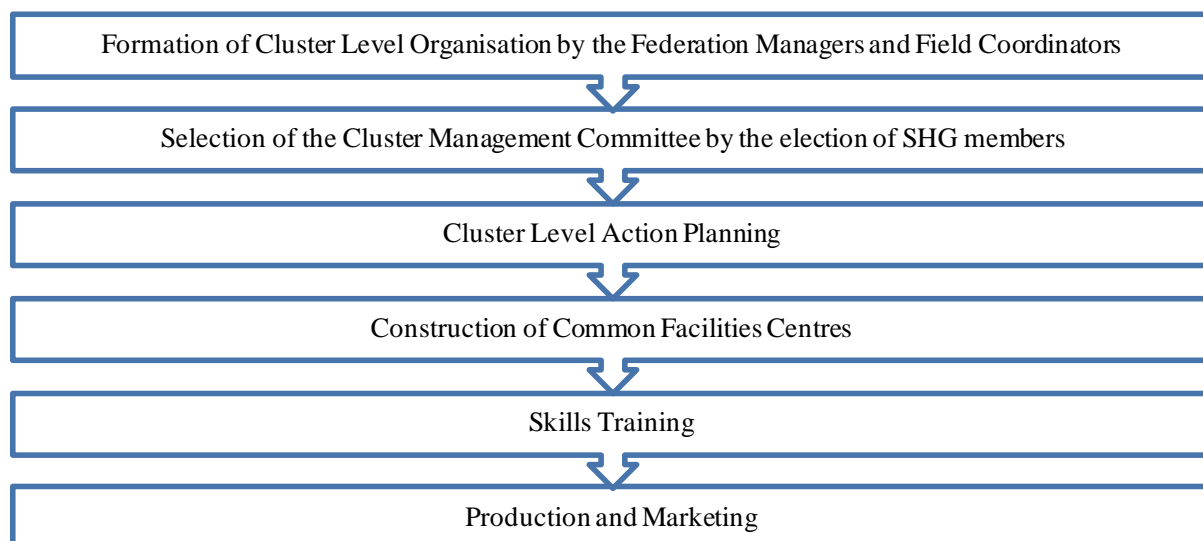 Formation of Cluster Level Organisation by the Federation Managers and Field Coordinators
Selection of the Cluster Management Committee by the election of SHG members
Cluster Level Action Planning
Construction of Common Facilities Centres
Skills Training
Production and Marketing